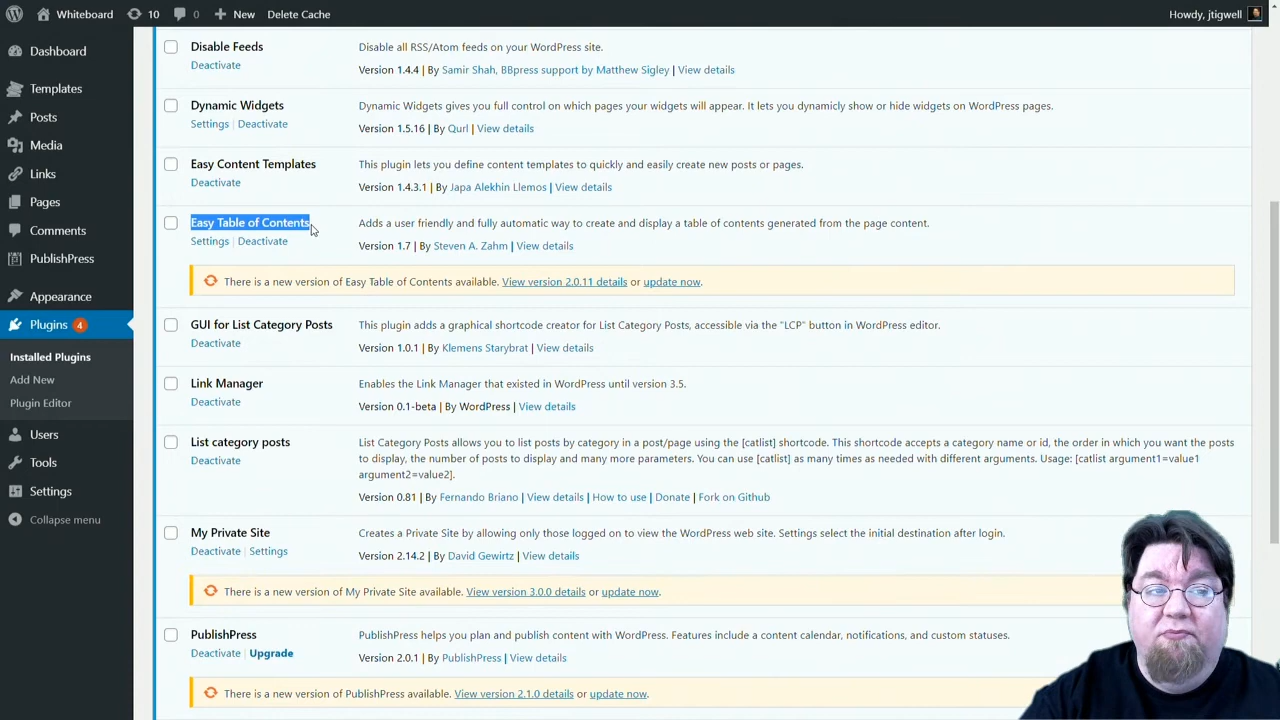 Whiteboard 10 0 New Delete Cache Howdy, jtigwell
Dashboard
Templates
Posts
Media
Links
Pages
Comments
PublishPress
Appearance
Plugins 4
Installed Plugins
Add New
Plugin Editor
Users
Tools
Settings
Collapse menu
Disable Feeds
Deactivate
Disable all RSS/Atom feeds on your WordPress site.
Version 1.4.4 | By Samir Shah, BBpress support by Matthew Sigley | View details
Dynamic Widgets
Settings | Deactivate
Dynamic Widgets gives you full control on which pages your widgets will appear. It lets you dynamicly show or hide widgets on WordPress pages.
Version 1.5.16 | By Qurl | View details
Easy Content Templates
Deactivate
This plugin lets you define content templates to quickly and easily create new posts or pages.
Version 1.4.3.1 | By Japa Alekhin Llemos | View details
Easy Table of Contents
Settings | Deactivate
Adds a user friendly and fully automatic way to create and display a table of contents generated from the page content.
Version 1.7 | By Steven A. Zahm | View details
There is a new version of Easy Table of Contents available. View version 2.0.11 details or update now.
GUI for List Category Posts
Deactivate
This plugin adds a graphical shortcode creator for List Category Posts, accessible via the "LCP" button in WordPress editor.
Version 1.0.1 | By Klemens Starybrat | View details
Link Manager
Deactivate
Enables the Link Manager that existed in WordPress until version 3.5.
Version 0.1-beta | By WordPress | View details
List category posts
Deactivate
List Category Posts allows you to list posts by category in a post/page using the [catlist] shortcode. This shortcode accepts a category name or id, the order in which you want the posts
to display, the number of posts to display and many more parameters. You can use [catlist] as many times as needed with different arguments. Usage: [catlist argument1=value1
argument2=value2].
Version 0.81 | By Fernando Briano | View details | How to use | Donate | Fork on Github
My Private Site
Deactivate | Settings
Creates a Private Site by allowing only those logged on to view the WordPress web site. Settings select the initial destination after login.
Version 2.14.2 | By David Gewirtz | View details
There is a new version of My Private Site available. View version 3.0.0 details or update now.
PublishPress
Deactivate | Upgrade
PublishPress helps you plan and publish content with WordPress. Features include a content calendar, notifications, and custom statuses.
Version 2.0.1 | By PublishPress | View details
There is a new version of PublishPress available. View version 2.1.0 details or update now.